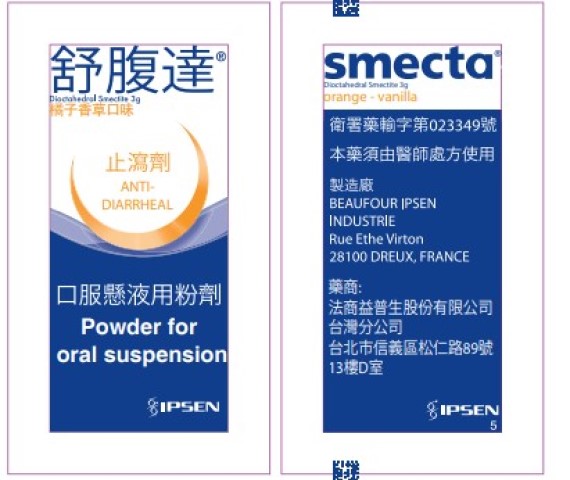 舒腹達®
Dioctahedral Smectite 3g
橘子香草口味
止瀉劑
ANTI-
DIARRHEAL
口服懸液用粉劑
Powder for
oral suspension
IPSEN
smecta®
Dioctahedral Smectite 3g
orange - vanilla
衛署藥輸字第023349號
本藥須由醫師處方使用
製造廠
BEAUFOUR IPSEN
INDUSTRIE
Rue Ethe Virton
28100 DREUX, FRANCE
藥商:
法商益普生股份有限公司
台灣分公司
台北市信義區松仁路89號
13樓D室
IPSEN
5